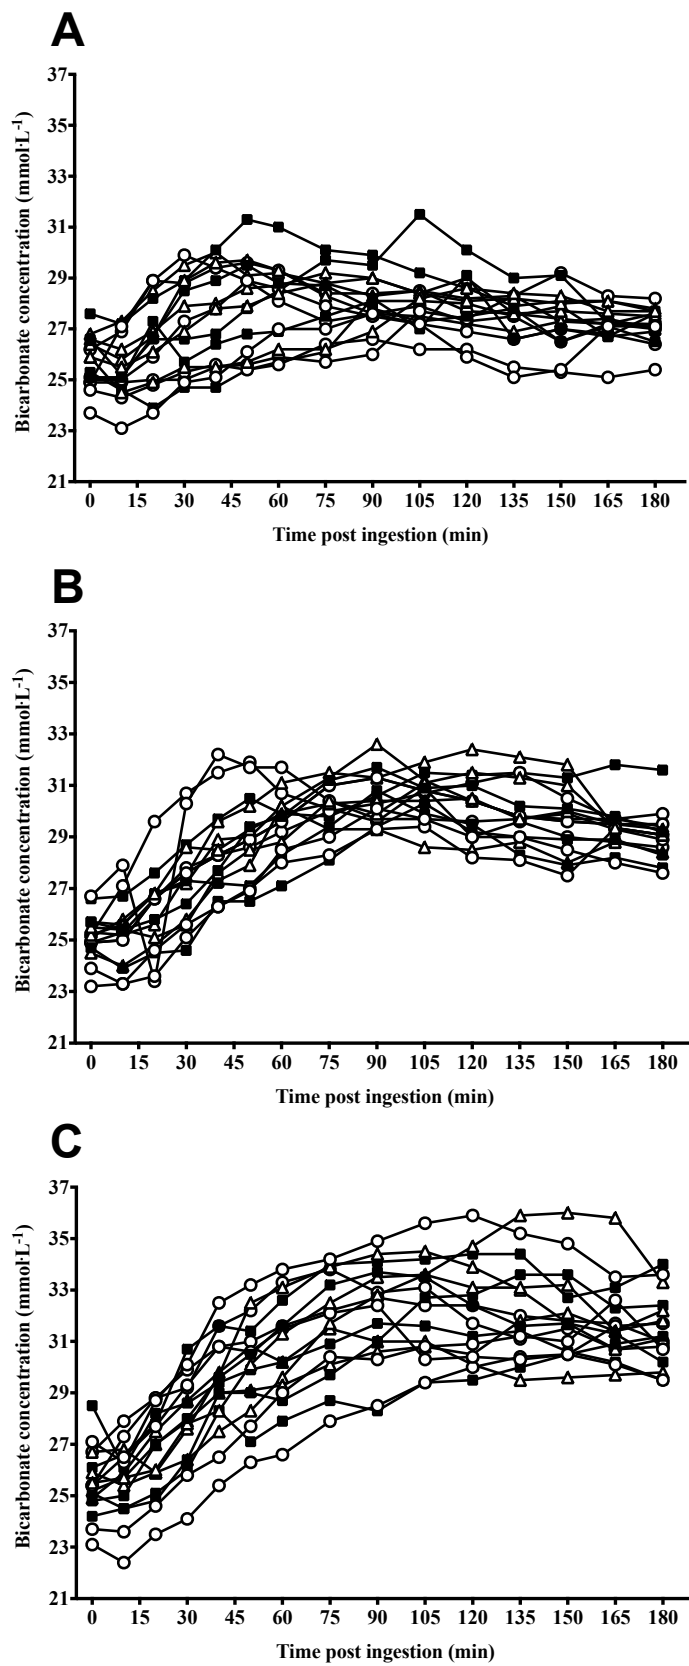 A
37
35
33
31
29
27
25
23
21
Bicarbonate concentration (mmol·L-1)
0 15 30 45 60 75 90 105 120 135 150 165 180
Time post ingestion (min)
B
37
35
33
31
29
27
25
23
21
Bicarbonate concentration (mmol·L-1)
0 15 30 45 60 75 90 105 120 135 150 165 180
Time post ingestion (min)
C
37
35
33
31
29
27
25
23
21
Bicarbonate concentration (mmol·L-1)
0 15 30 45 60 75 90 105 120 135 150 165 180
Time post ingestion (min)